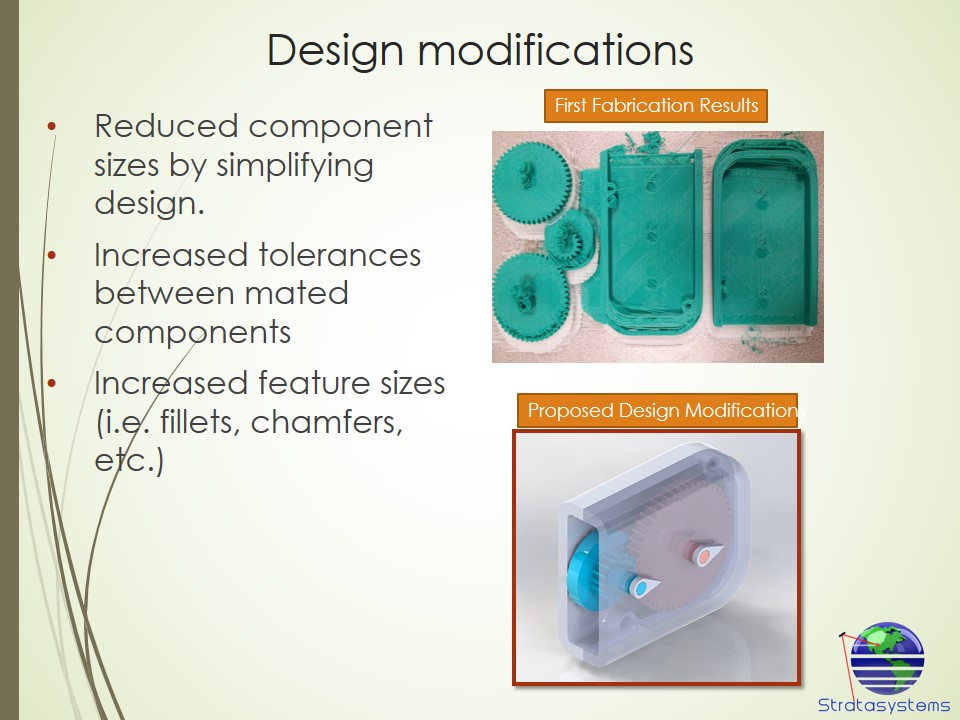 Design modifications
• Reduced component
sizes by simplifying
design.
• Increased tolerances
between mated
components
• Increased feature sizes
(i.e. fillets, chamfers,
etc.)
First Fabrication Results
Proposed Design Modifications
Stratasystems